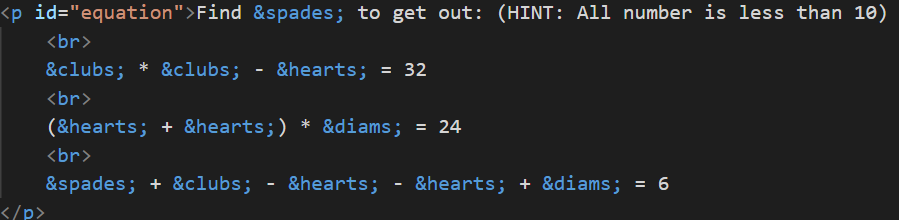 <p id="equation">Find &spades; to get out: (HINT: All number is less than 10)
<br>
&clubs; * &clubs; - &hearts; = 32
<br>
(&hearts; + &hearts;) * &diams; = 24
<br>
&spades; + &clubs; - &hearts; - &hearts; + &diams; = 6
</p>